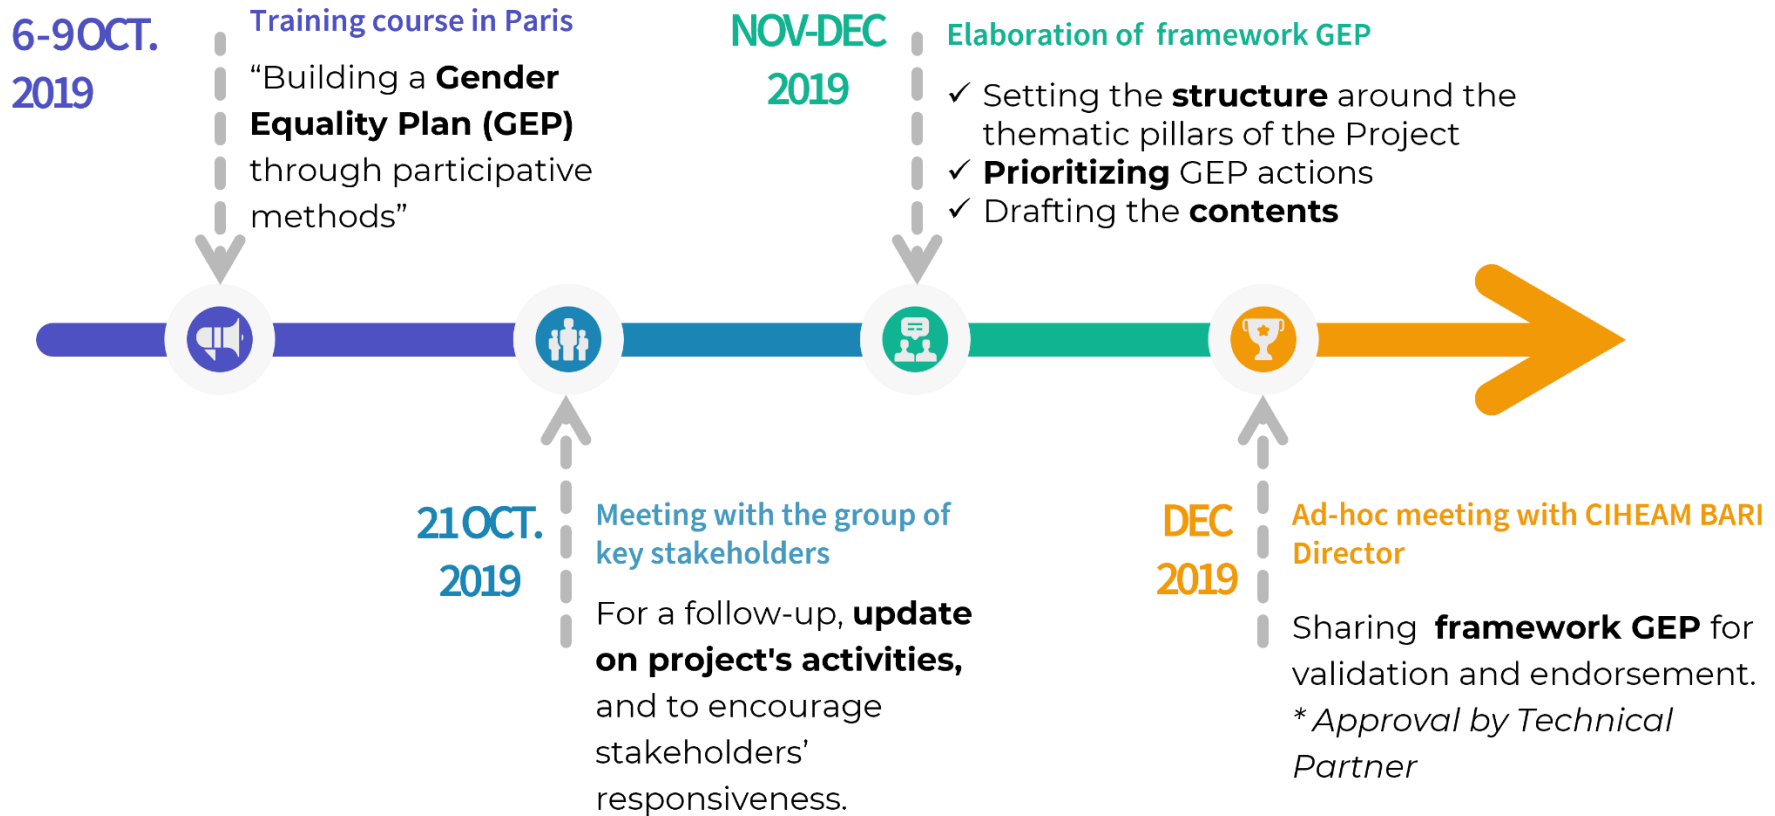 6-9 OCT.
2019
Training course in Paris
“Building a Gender
Equality Plan (GEP)
through participative
methods”
NOV-DEC
2019
Elaboration of framework GEP
✓ Setting the structure around the
thematic pillars of the Project
✓ Prioritizing GEP actions
✓ Drafting the contents
21 OCT.
2019
Meeting with the group of
key stakeholders
For a follow-up, update
on project's activities,
and to encourage
stakeholders’
responsiveness.
DEC
2019
Ad-hoc meeting with CIHEAM BARI
Director
Sharing framework GEP for
validation and endorsement.
* Approval by Technical
Partner